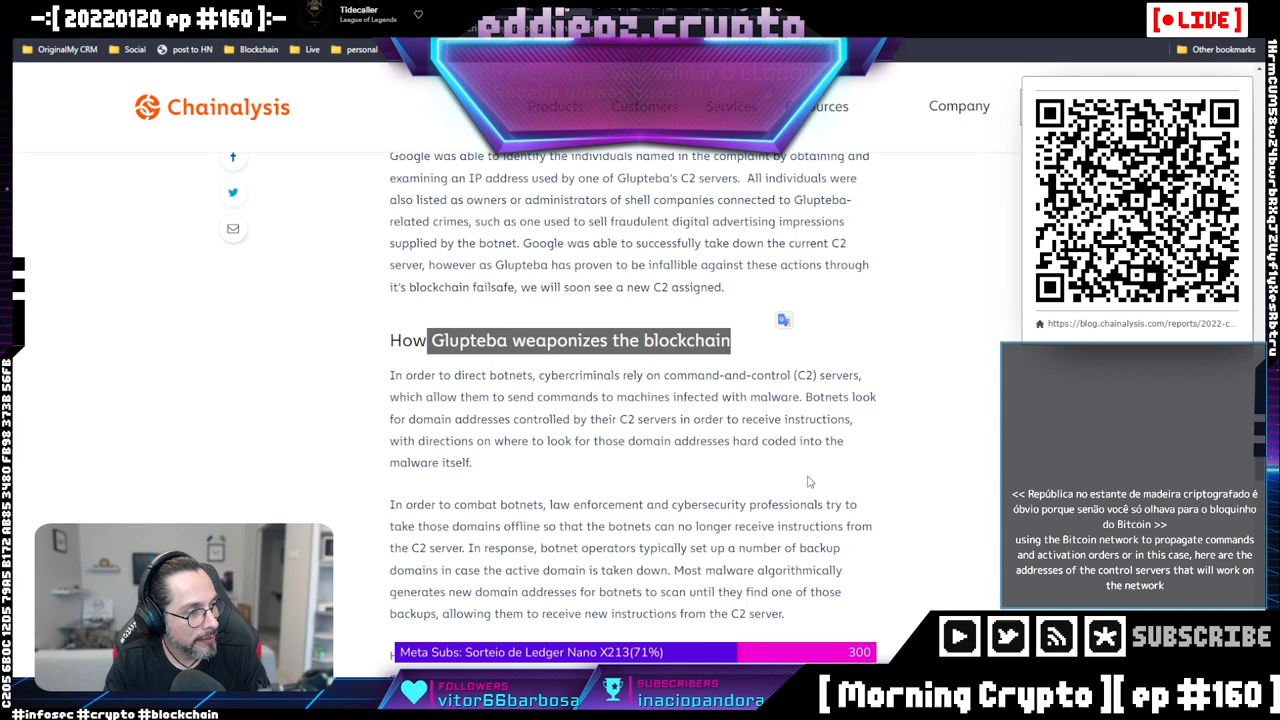 -:[ 20220120 ep #160 ]:-
Tidecaller
League of Legends
eddieoz.crypto
[ • LIVE ]
OriginalMy CRM
Social
post to HN
Blockchain
Live
personal
Other bookmarks
Chainalysis
Products
Customers
Services
Resources
Company
Google was able to identify the individuals named in the complaint by obtaining and
examining an IP address used by one of Glupteba's C2 servers. All individuals were
also listed as owners or administrators of shell companies connected to Glupteba-
related crimes, such as one used to sell fraudulent digital advertising impressions
supplied by the botnet. Google was able to successfully take down the current C2
server, however as Glupteba has proven to be infallible against these actions through
it's blockchain failsafe, we will soon see a new C2 assigned.
https://blog.chainalysis.com/reports/2022-c...
How Glupteba weaponizes the blockchain
In order to direct botnets, cybercriminals rely on command-and-control (C2) servers,
which allow them to send commands to machines infected with malware. Botnets look
for domain addresses controlled by their C2 servers in order to receive instructions,
with directions on where to look for those domain addresses hard coded into the
malware itself.
In order to combat botnets, law enforcement and cybersecurity professionals try to
take those domains offline so that the botnets can no longer receive instructions from
the C2 server. In response, botnet operators typically set up a number of backup
domains in case the active domain is taken down. Most malware algorithmically
generates new domain addresses for botnets to scan until they find one of those
backups, allowing them to receive new instructions from the C2 server.
<< República no estante de madeira criptografado é
óbvio porque senão você só olhava para o bloquinho
do Bitcoin >>
using the Bitcoin network to propagate commands
and activation orders or in this case, here are the
addresses of the control servers that will work on
the network
Meta Subs: Sorteio de Ledger Nano X213(71%)
300
SUBSCRIBE
FOLLOWERS
vitor66barbosa
SUBSCRIBERS
inaciopandora
[ Morning Crypto ][ ep #160 ]
#infosec #crypto #blockchain